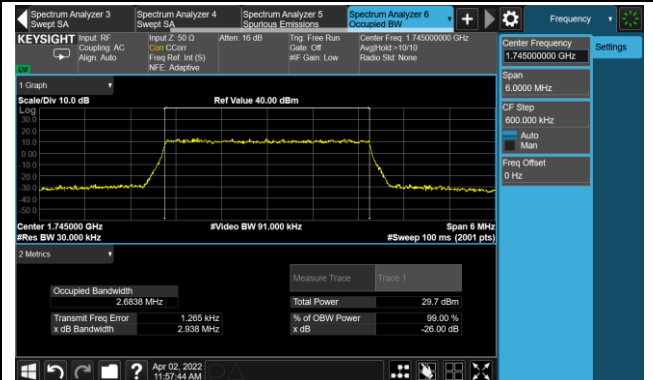 Spectrum Analyzer 3
Swept SA
Spectrum Analyzer 4
Swept SA
Spectrum Analyzer 5
Spurious Emissions
Spectrum Analyzer 6
Occupied BW
Frequency
KEYSIGHT
Input: RF
Coupling: AC
Align: Auto
Input Z: 50 Ω
Corr CCorr
Freq Ref: Int (S)
NFE: Adaptive
Atten: 16 dB
Trig: Free Run
Gate: Off
#IF Gain: Low
Center Freq: 1.745000000 GHz
Avg|Hold:>10/10
Radio Std: None
Center Frequency
1.745000000 GHz
Settings
Span
6.0000 MHz
CF Step
600.000 kHz
Auto
Man
Freq Offset
0 Hz
1 Graph
Scale/Div 10.0 dB
Ref Value 40.00 dBm
Log
30.0
20.0
10.0
0.00
-10.0
-20.0
-30.0
-40.0
-50.0
Center 1.745000 GHz
#Res BW 30.000 kHz
#Video BW 91.000 kHz
Span 6 MHz
#Sweep 100 ms (2001 pts)
2 Metrics
Measure Trace
Trace 1
Occupied Bandwidth
2.6838 MHz
Total Power
29.7 dBm
Transmit Freq Error
1.265 kHz
% of OBW Power
99.00 %
x dB Bandwidth
2.938 MHz
x dB
-26.00 dB
Apr 02, 2022
11:57:44 AM